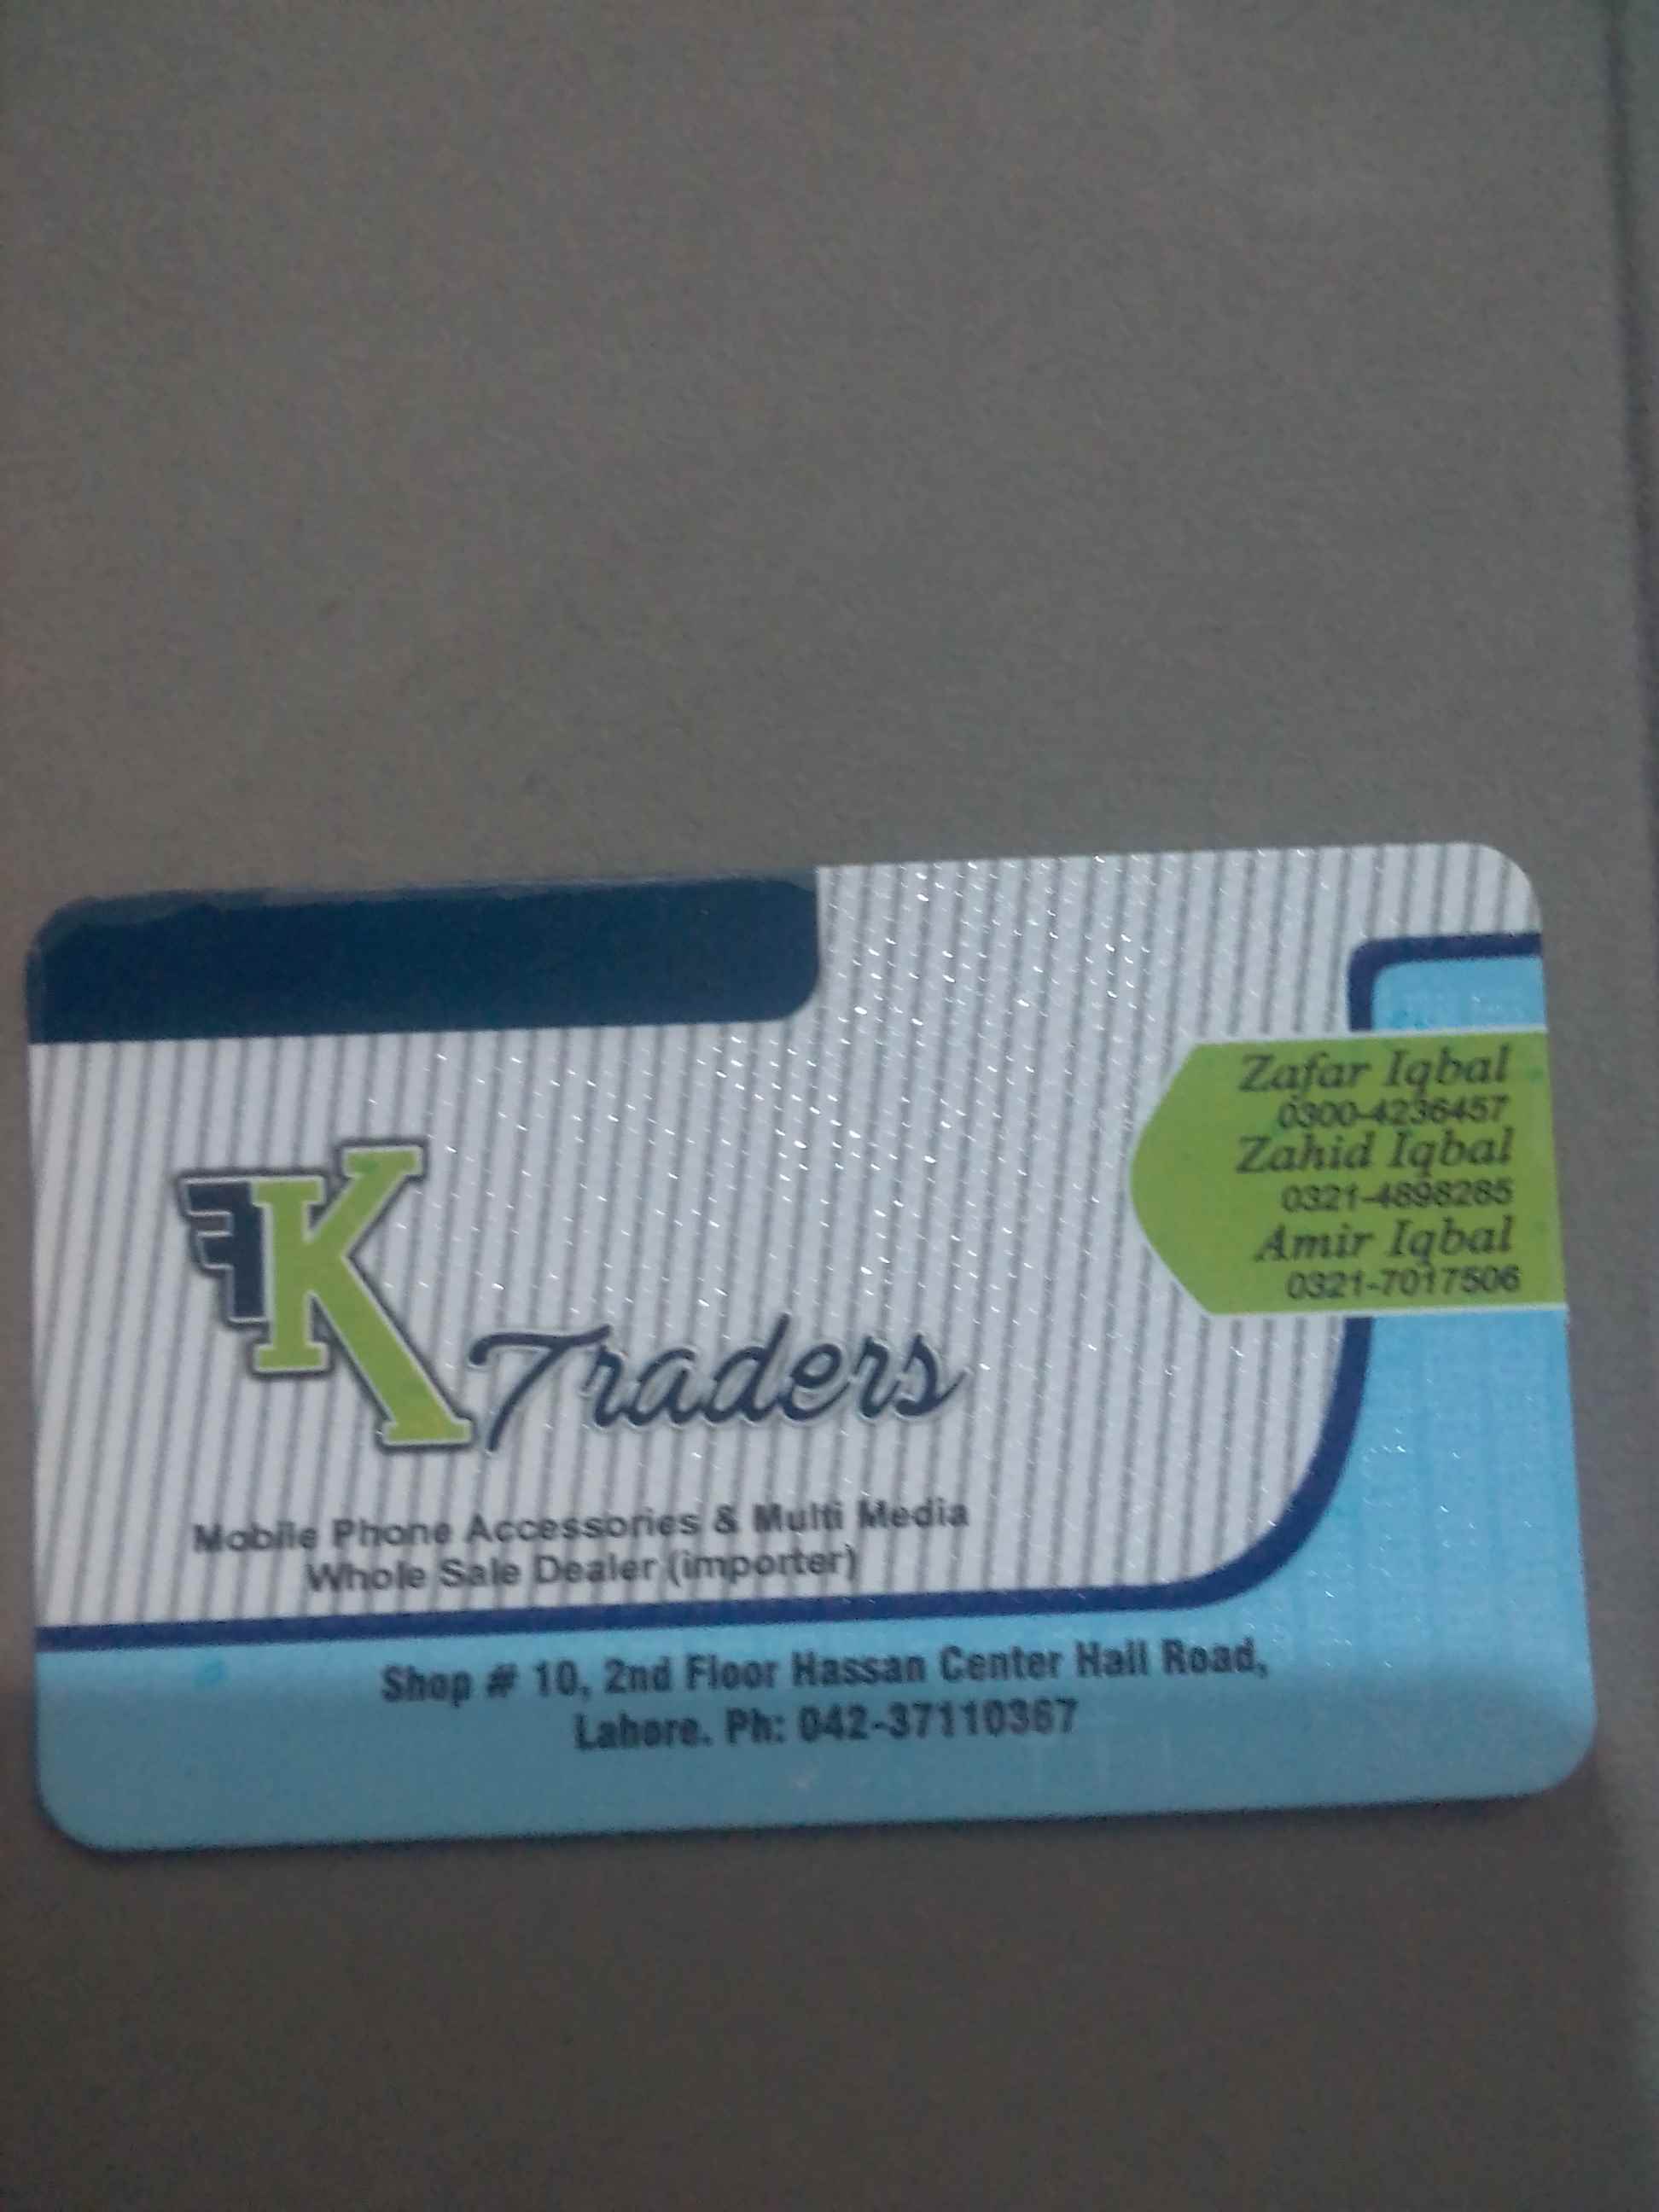 FK Traders
Mobile Phone Accessories & Multi Media
Whole Sale Dealer (importer)
Zafar Iqbal
0300-4236457
Zahid Iqbal
0321-4898285
Amir Iqbal
0321-7017506
Shop # 10, 2nd Floor Hassan Center Hall Road,
Lahore. Ph: 042-37110367